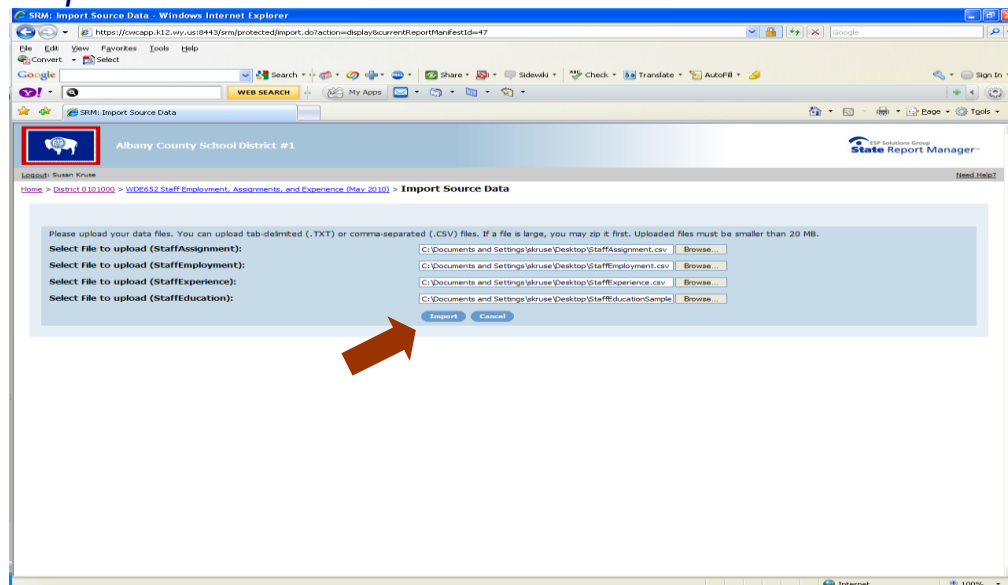 SRM: Import Source Data - Windows Internet Explorer
https://cwcapp.k12.wy.us:8443/srm/protected/import.do?action=display&currentReportManifestId=47
Google
File Edit View Favorites Tools Help
Convert Select
Google Search Share Sidewiki Check Translate AutoFill Sign In
Y! WEB SEARCH My Apps
SRM: Import Source Data Page Tools
Albany County School District #1
ESP Solutions Group
State Report Manager
Logout: Susan Kruse Need Help?
Home > District 0101000 > WDE652 Staff Employment, Assignments, and Experience (May 2010) > Import Source Data
Please upload your data files. You can upload tab-delimited (.TXT) or comma-separated (.CSV) files. If a file is large, you may zip it first. Uploaded files must be smaller than 20 MB.
Select File to upload (StaffAssignment): C:\Documents and Settings\skruse\Desktop\StaffAssignment.csv Browse...
Select File to upload (StaffEmployment): C:\Documents and Settings\skruse\Desktop\StaffEmployment.csv Browse...
Select File to upload (StaffExperience): C:\Documents and Settings\skruse\Desktop\StaffExperience.csv Browse...
Select File to upload (StaffEducation): C:\Documents and Settings\skruse\Desktop\StaffEducationSample Browse...
Import Cancel
Internet 100%